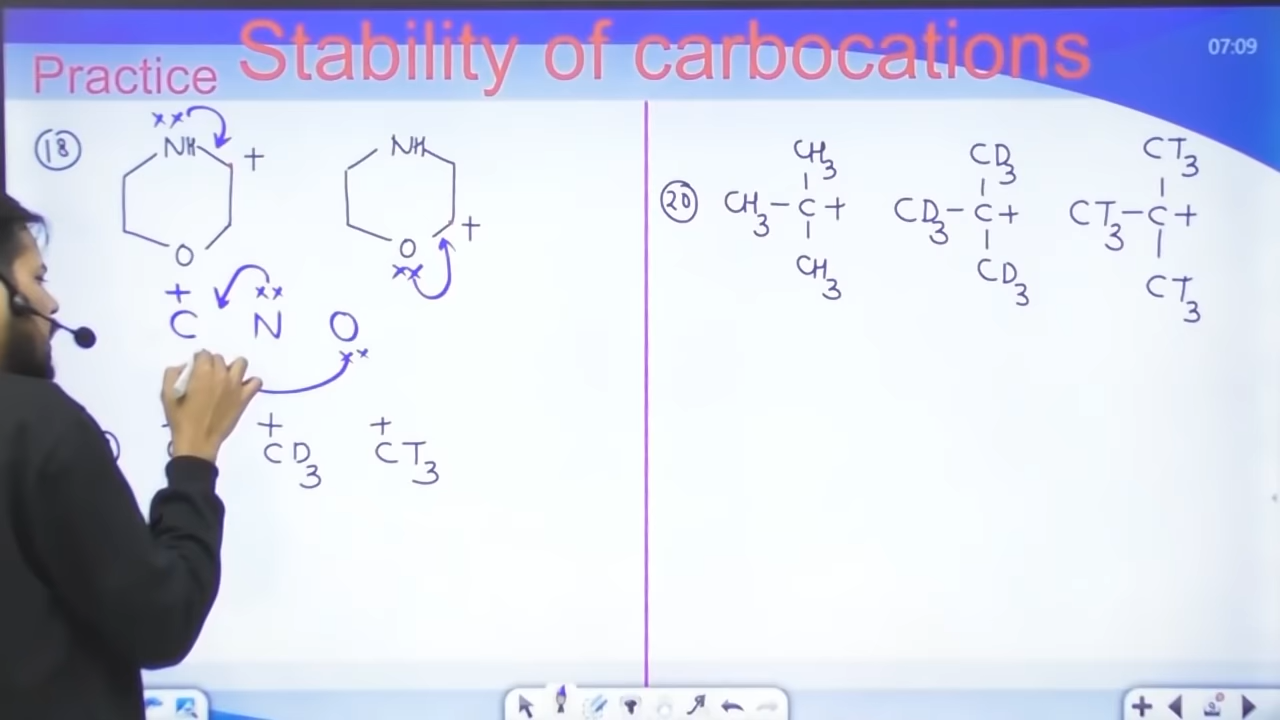 Stability of carbocations
Practice
07:09
18
×× NH +
O
NH +
O ××
+ ××
C N O
××
+ +
CD3 CT3
20
CH3
CH3–C+
CH3
CD3
CD3–C+
CD3
CT3
CT3–C+
CT3